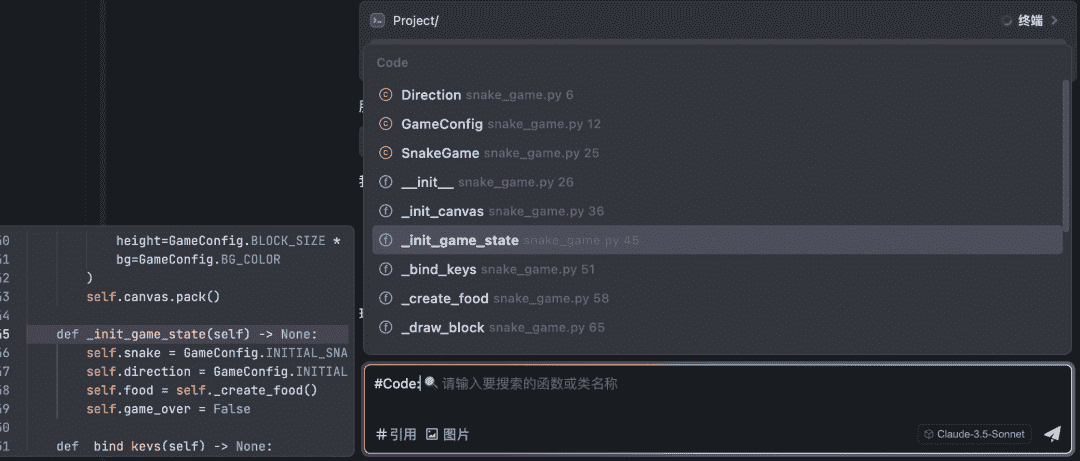 Project/
终端
Code
Direction snake_game.py 6
GameConfig snake_game.py 12
SnakeGame snake_game.py 25
__init__ snake_game.py 26
_init_canvas snake_game.py 36
_init_game_state snake_game.py 45
_bind_keys snake_game.py 51
_create_food snake_game.py 58
_draw_block snake_game.py 65
height=GameConfig.BLOCK_SIZE *
bg=GameConfig.BG_COLOR
)
self.canvas.pack()
def _init_game_state(self) -> None:
self.snake = GameConfig.INITIAL_SNA
self.direction = GameConfig.INITIAL
self.food = self._create_food()
self.game_over = False
def _bind_keys(self) -> None:
#Code: 请输入要搜索的函数或类名称
#引用 图片
Claude-3.5-Sonnet